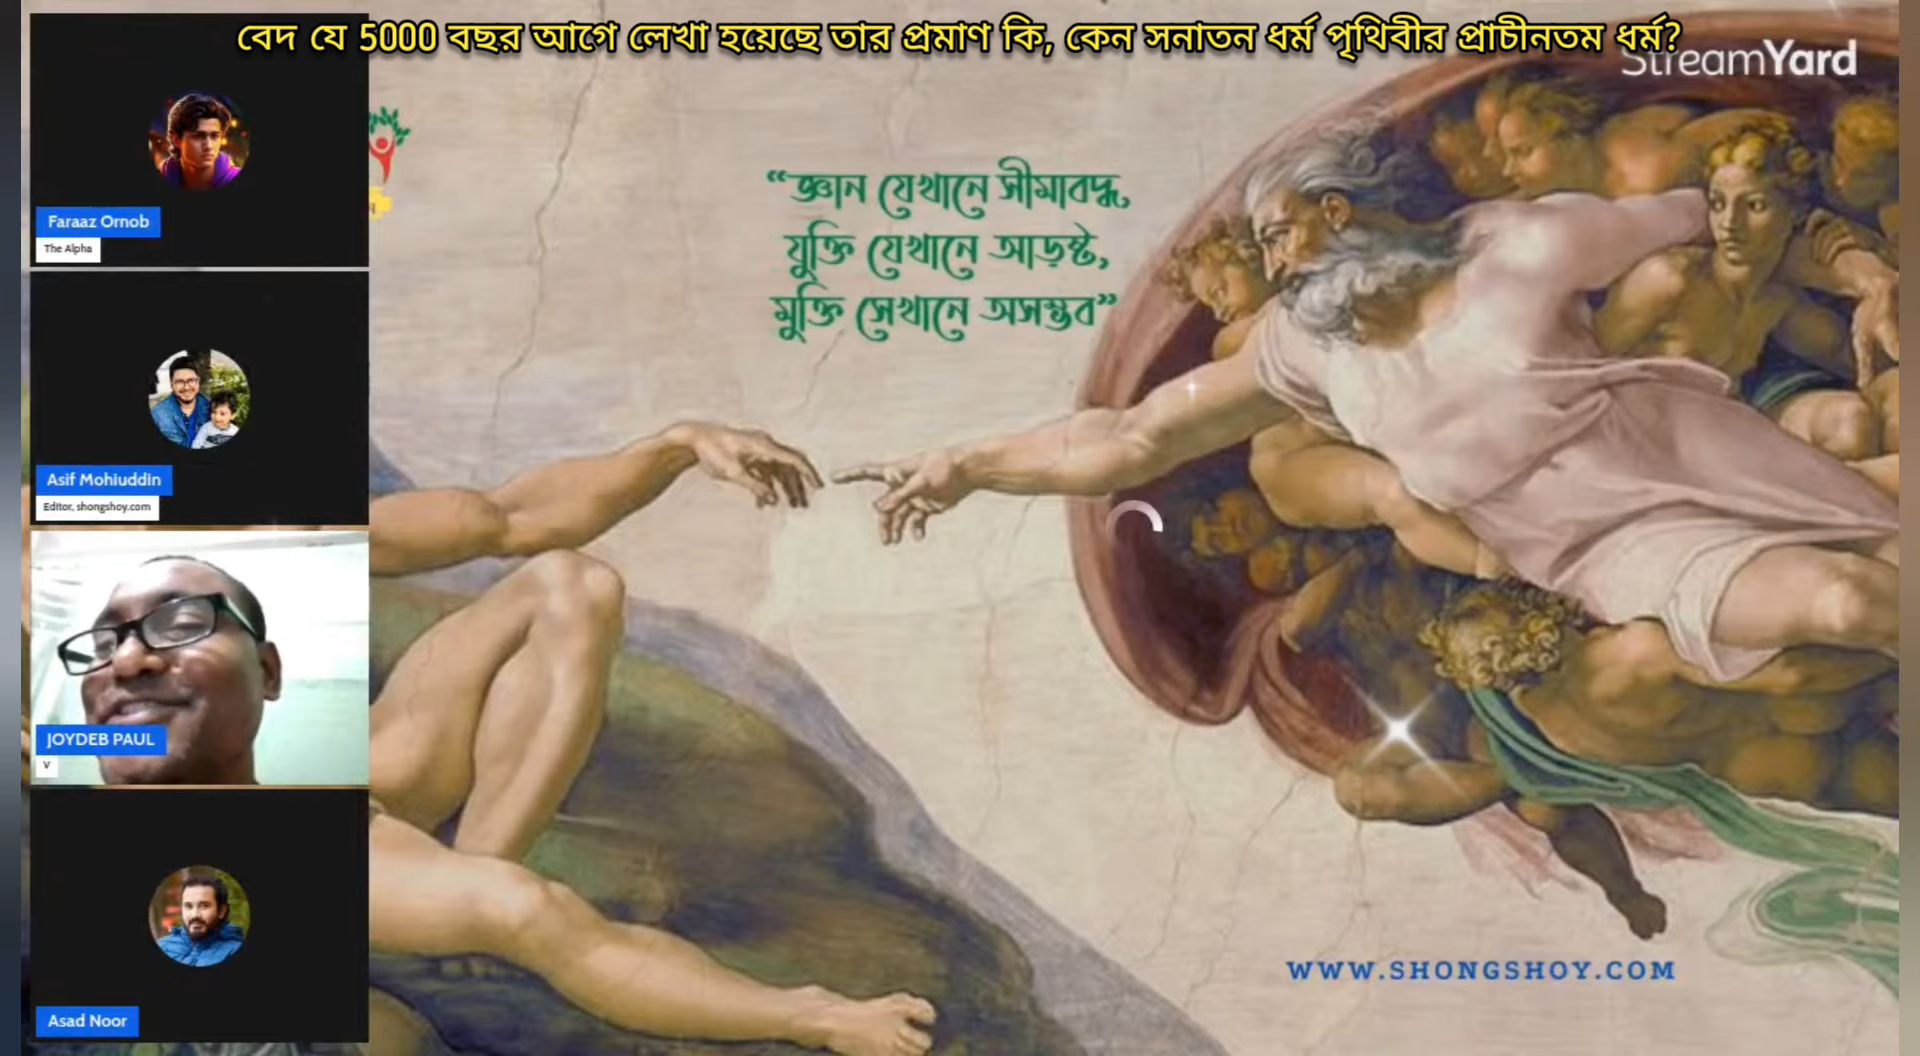 বেদ যে 5000 বছর আগে লেখা হয়েছে তার প্রমাণ কি, কেন সনাতন ধর্ম পৃথিবীর প্রাচীনতম ধর্ম?
StreamYard
Faraaz Ornob
The Alpha
“জ্ঞান যেখানে সীমাবদ্ধ,
যুক্তি যেখানে আড়ষ্ট,
মুক্তি সেখানে অসম্ভব”
Asif Mohiuddin
Editor, shongshoy.com
JOYDEB PAUL
V
Asad Noor
WWW.SHONGSHOY.COM